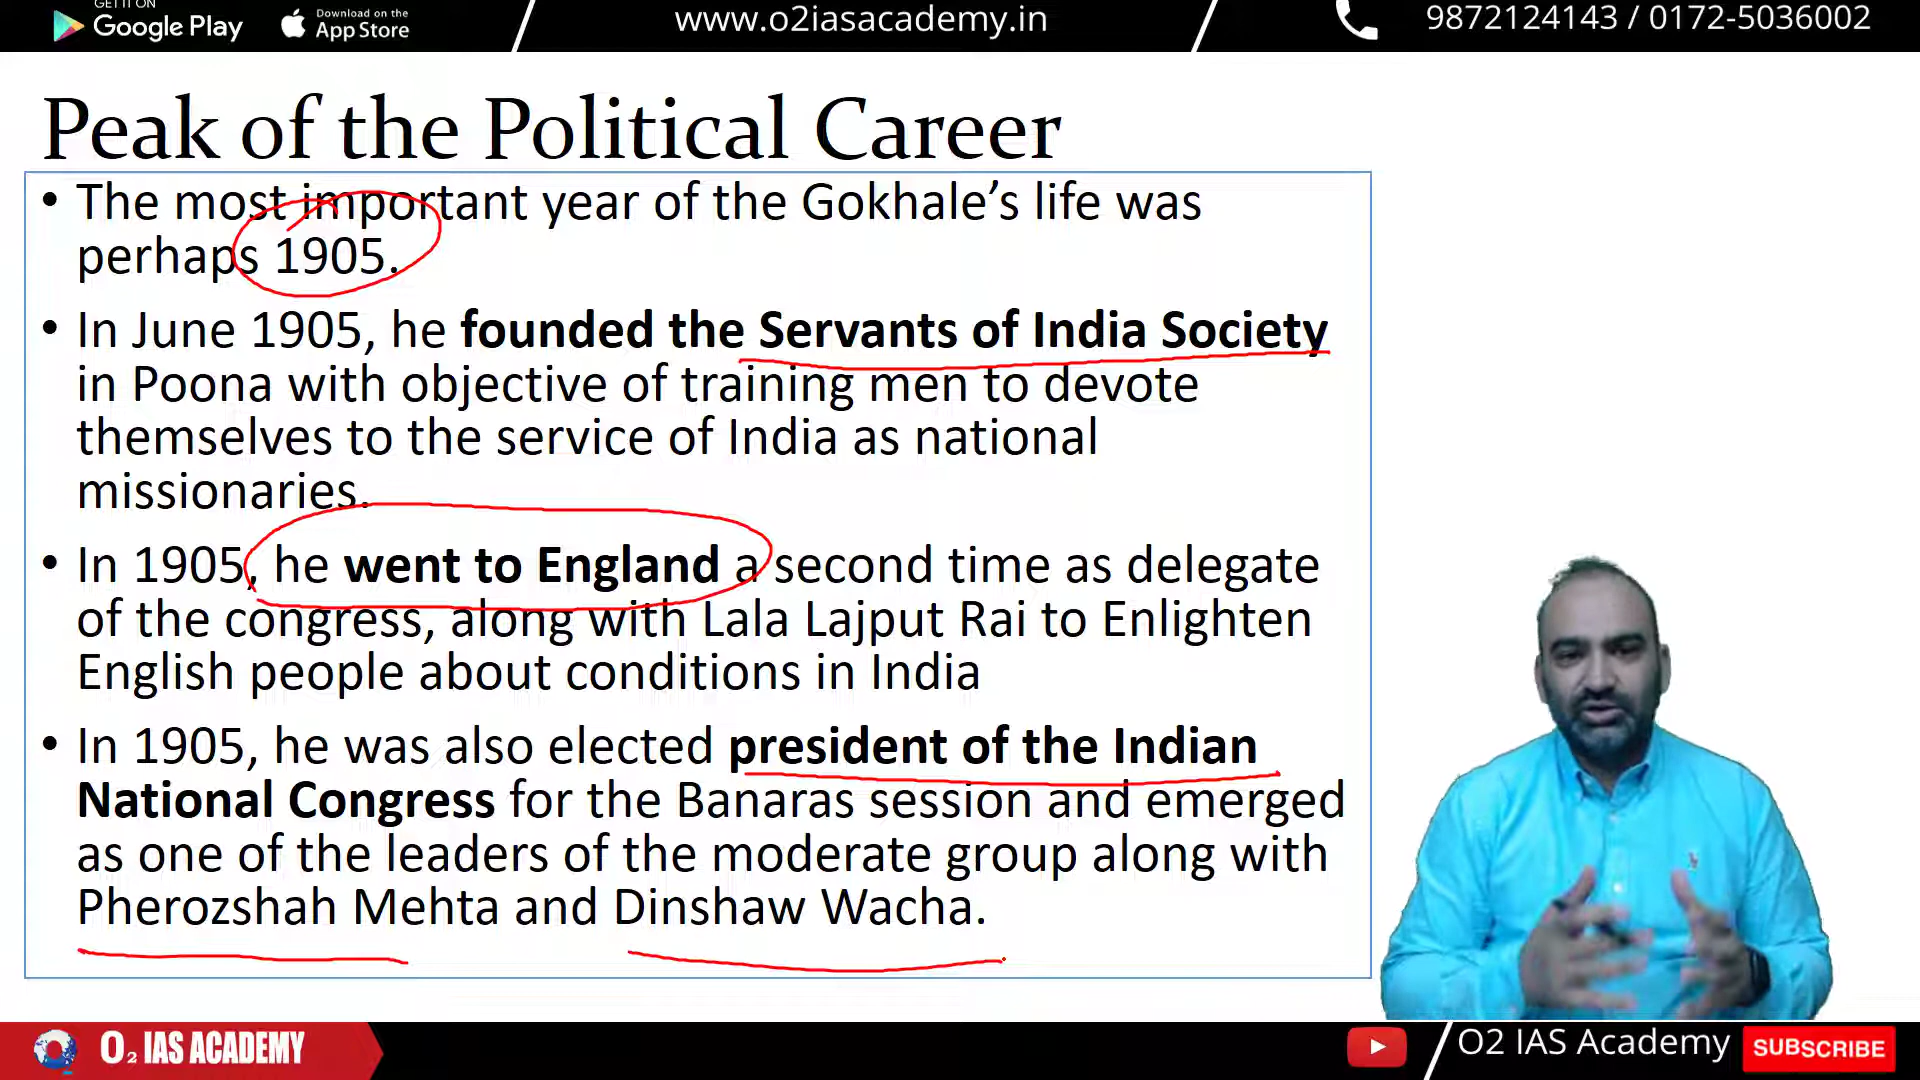 GET IT ON
Google Play
Download on the
App Store
www.o2iasacademy.in
9872124143 / 0172-5036002
Peak of the Political Career
• The most important year of the Gokhale's life was
perhaps 1905.
• In June 1905, he founded the Servants of India Society
in Poona with objective of training men to devote
themselves to the service of India as national
missionaries.
• In 1905, he went to England a second time as delegate
of the congress, along with Lala Lajput Rai to Enlighten
English people about conditions in India
• In 1905, he was also elected president of the Indian
National Congress for the Banaras session and emerged
as one of the leaders of the moderate group along with
Pherozshah Mehta and Dinshaw Wacha.
O2 IAS ACADEMY
O2 IAS Academy
SUBSCRIBE